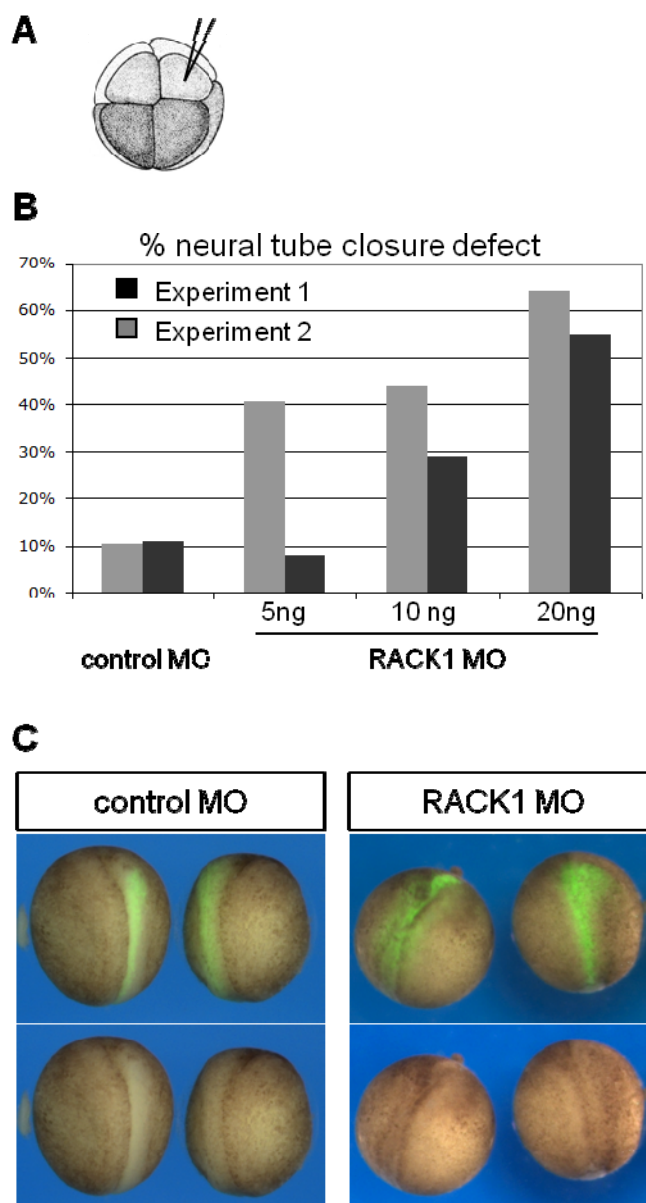 A
B
% neural tube closure defect
70%
60%
50%
40%
30%
20%
10%
0%
Experiment 1
Experiment 2
5ng 10 ng 20ng
control MO RACK1 MO
C
control MO RACK1 MO